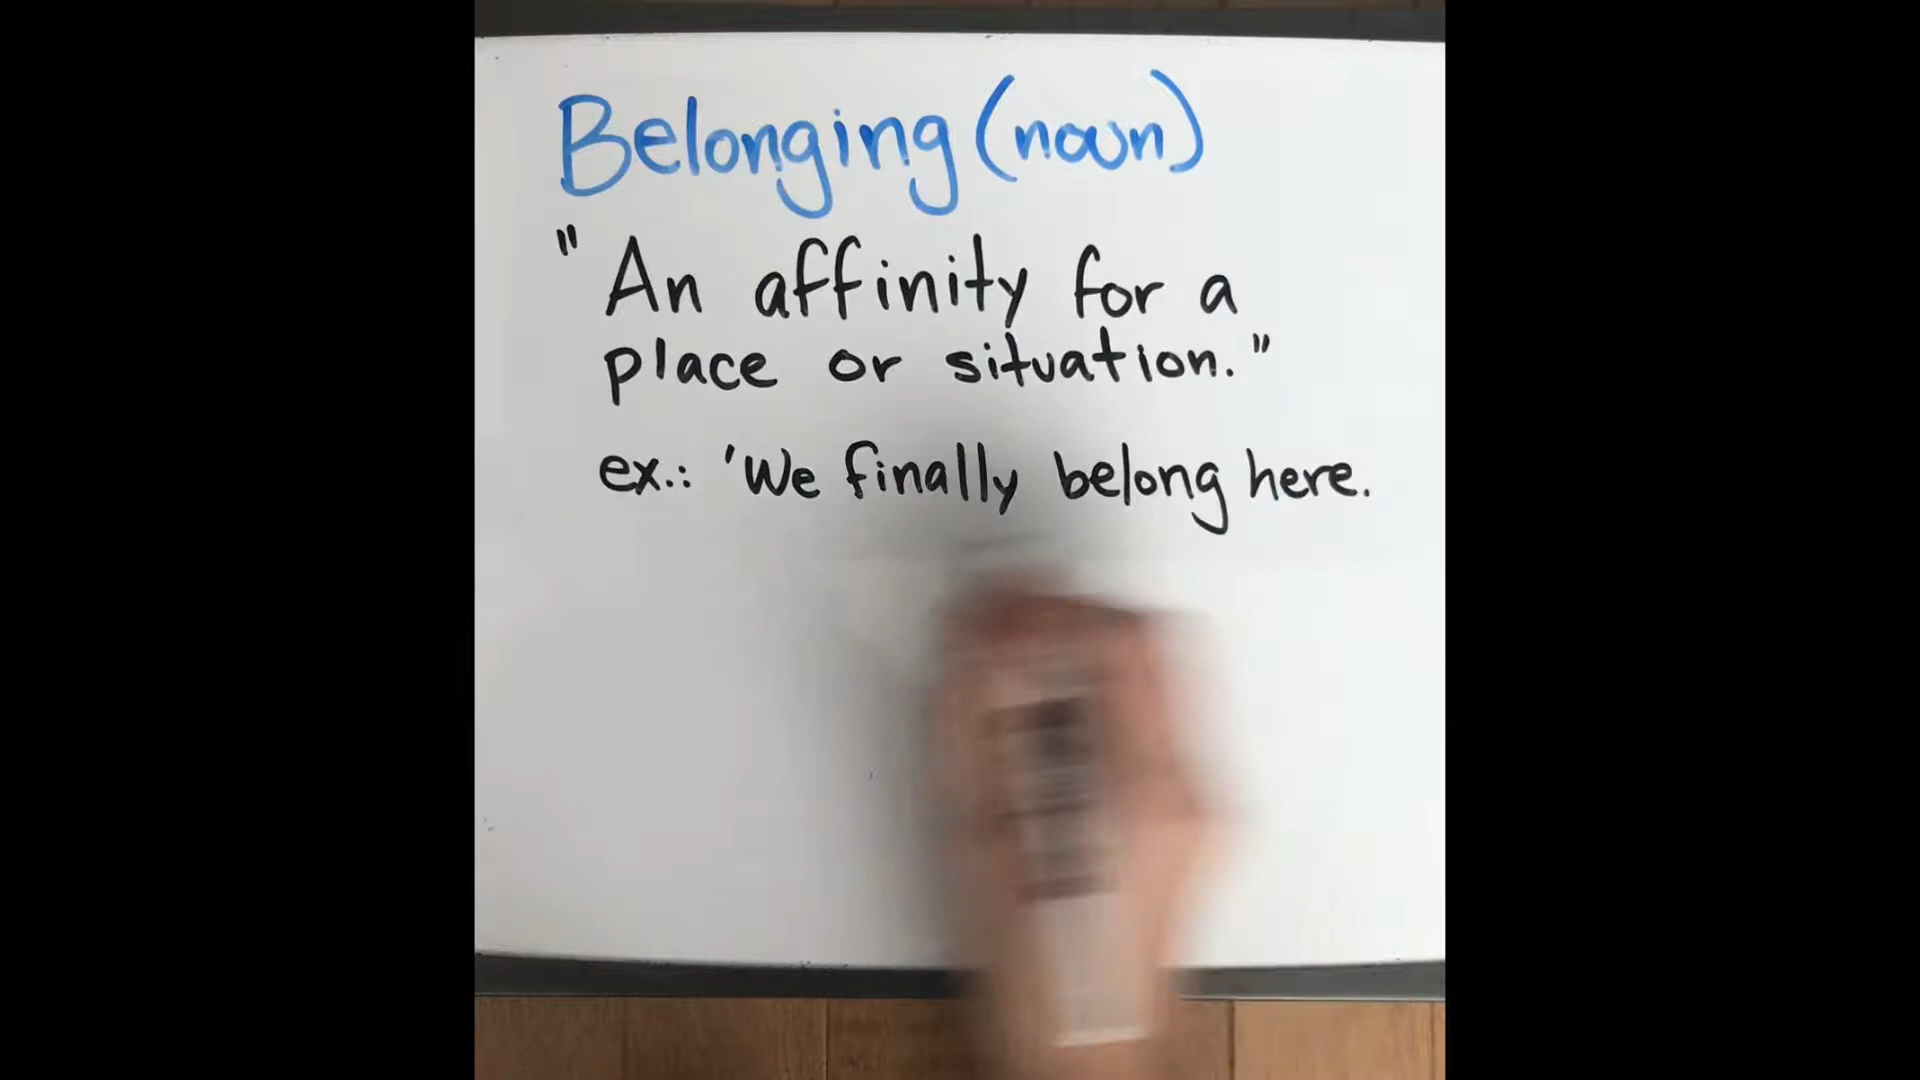 Belonging (noun)
"An affinity for a
place or situation."
ex.: 'We finally belong here.